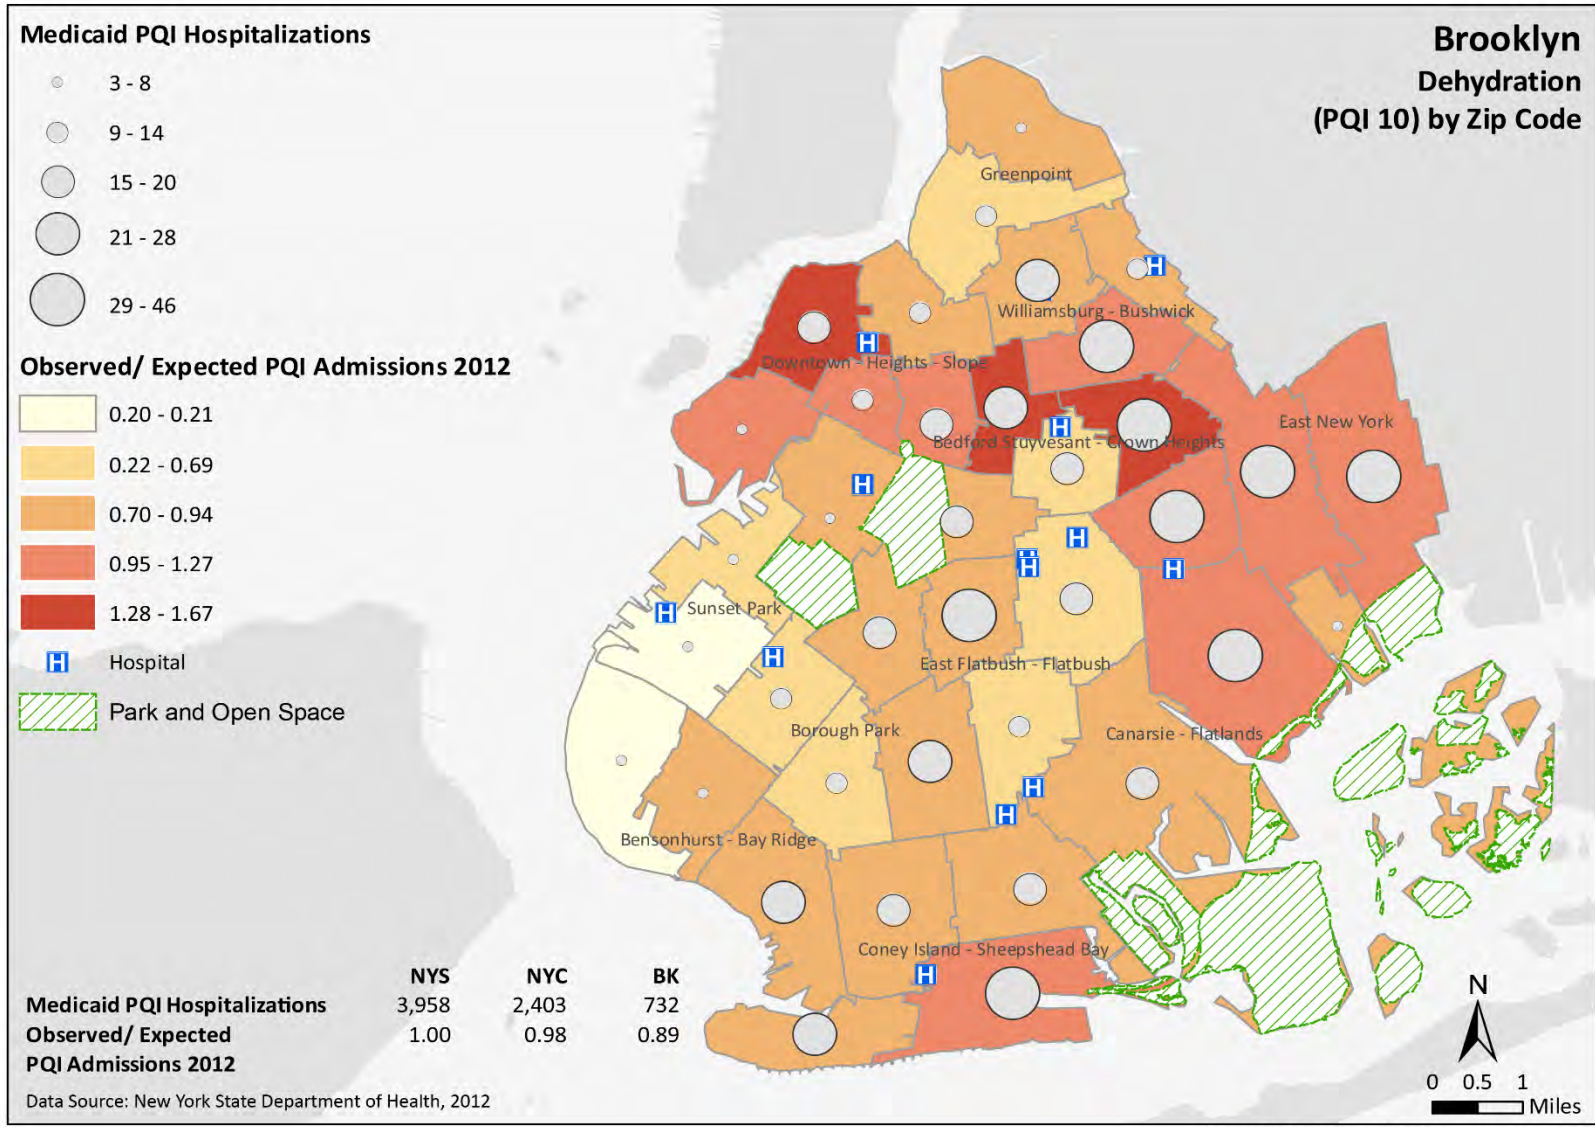 Medicaid PQI Hospitalizations
3 - 8
9 - 14
15 - 20
21 - 28
29 - 46
Observed/ Expected PQI Admissions 2012
0.20 - 0.21
0.22 - 0.69
0.70 - 0.94
0.95 - 1.27
1.28 - 1.67
H Hospital
Park and Open Space
Brooklyn
Dehydration
(PQI 10) by Zip Code
Greenpoint
H
Williamsburg - Bushwick
H
Downtown - Heights - Slope
East New York
H
Bedford Stuyvesant - Crown Heights
H
H
H
H
H
Sunset Park
H
H
East Flatbush - Flatbush
Borough Park
Canarsie - Flatlands
H
H
Bensonhurst - Bay Ridge
Coney Island - Sheepshead Bay
H
NYS NYC BK
Medicaid PQI Hospitalizations 3,958 2,403 732
Observed/ Expected 1.00 0.98 0.89
PQI Admissions 2012
Data Source: New York State Department of Health, 2012
N
0 0.5 1
Miles